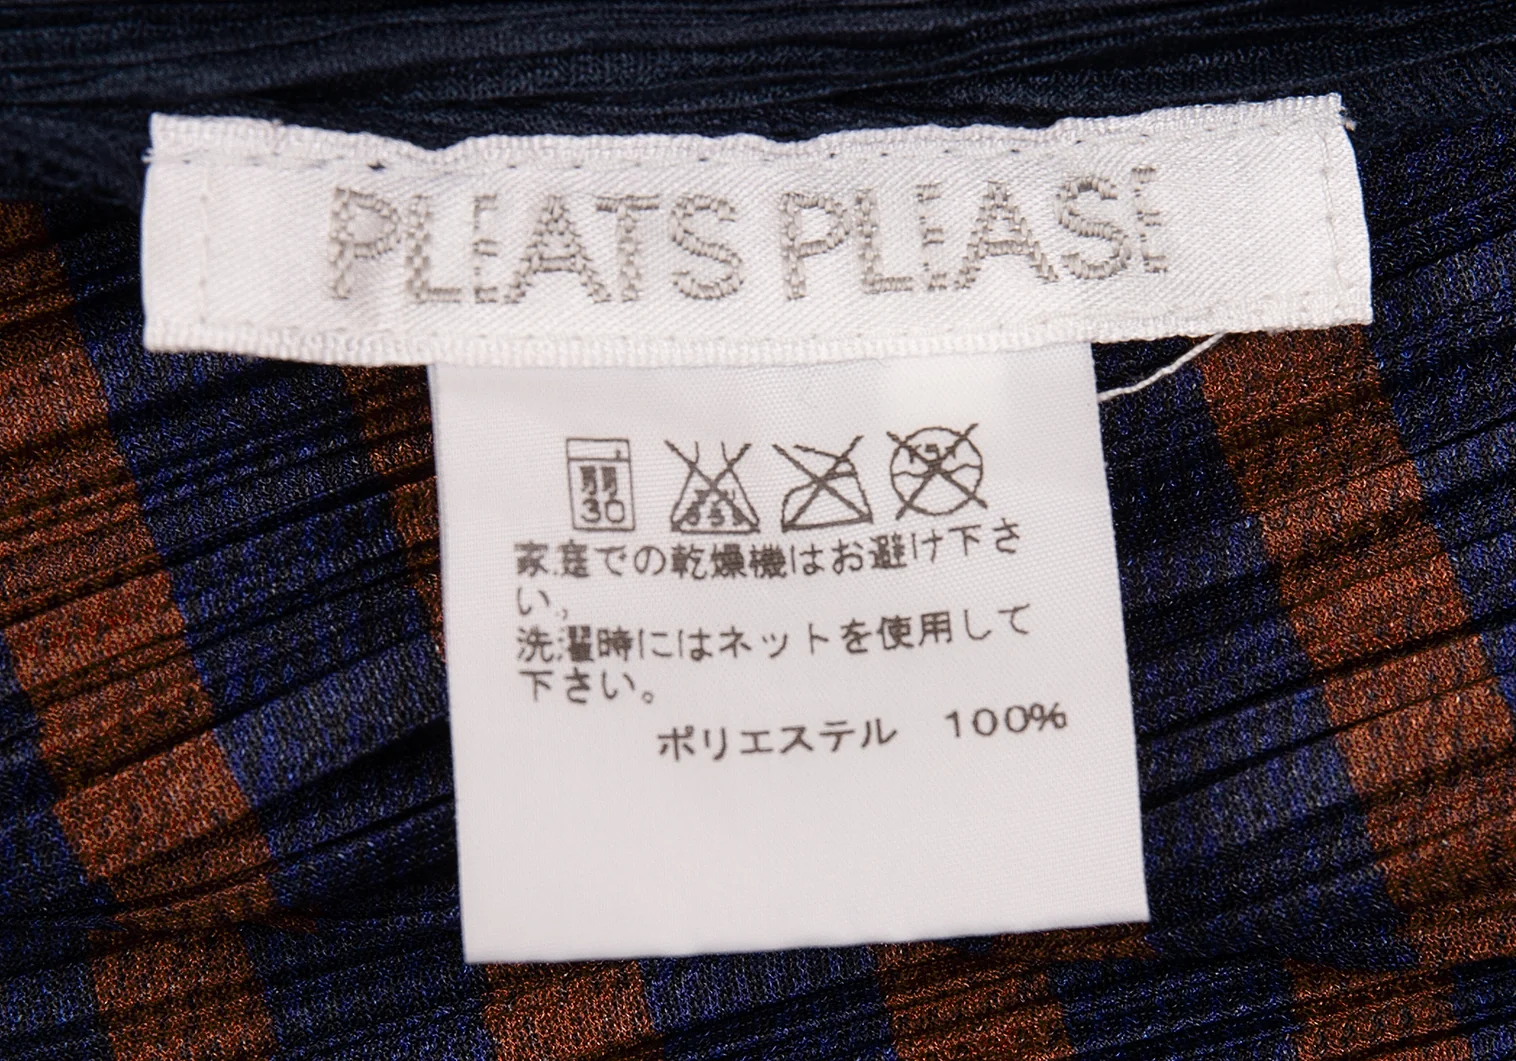 PLEATS PLEASE
弱
30
家庭での乾燥機はお避け下さ
い。
洗濯時にはネットを使用して
下さい。
ポリエステル 100%